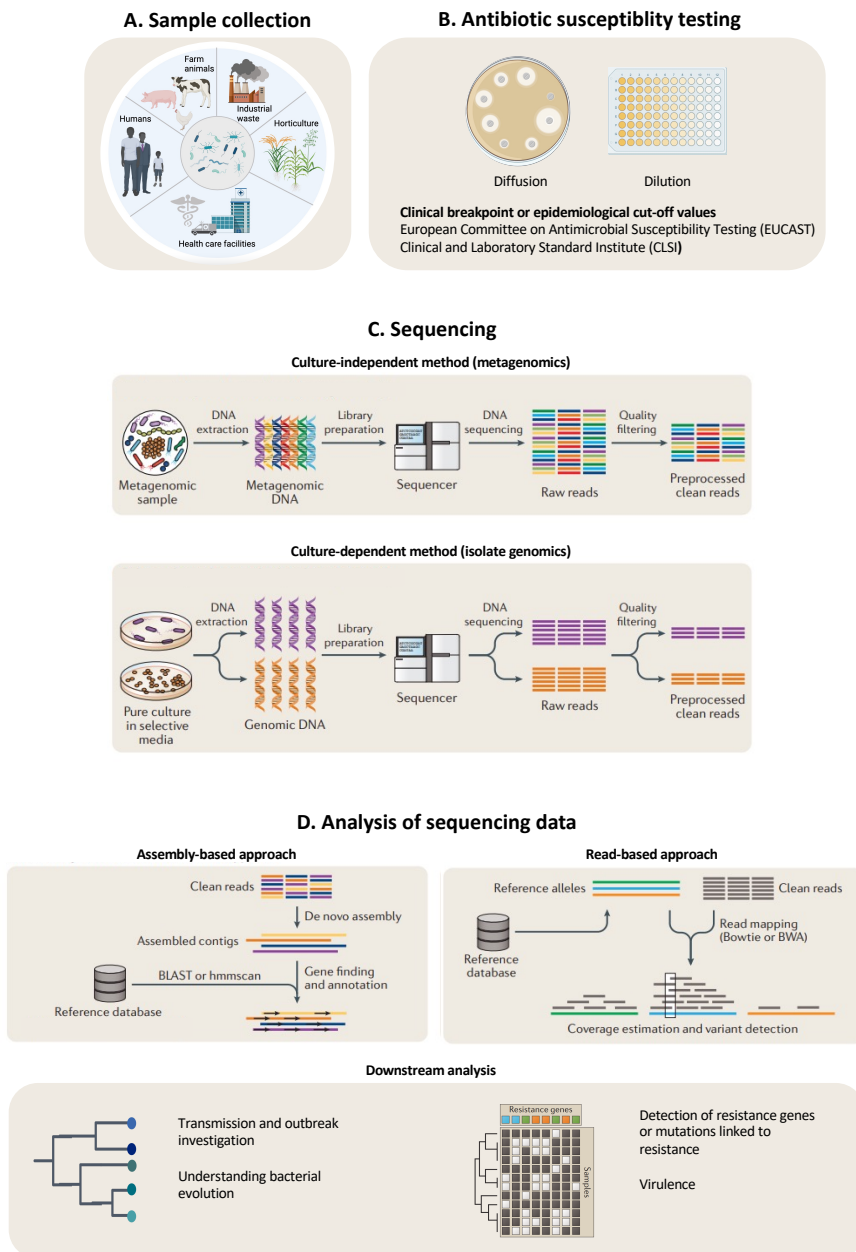 A. Sample collection
Farm
animals
Industrial
waste
Humans
Horticulture
Health care facilities
B. Antibiotic susceptiblity testing
Diffusion
Dilution
Clinical breakpoint or epidemiological cut-off values
European Committee on Antimicrobial Susceptibility Testing (EUCAST)
Clinical and Laboratory Standard Institute (CLSI)
C. Sequencing
Culture-independent method (metagenomics)
DNA
extraction
Library
preparation
DNA
sequencing
Quality
filtering
Metagenomic
sample
Metagenomic
DNA
Sequencer
Raw reads
Preprocessed
clean reads
Culture-dependent method (isolate genomics)
DNA
extraction
Library
preparation
DNA
sequencing
Quality
filtering
Pure culture
in selective
media
Genomic DNA
Sequencer
Raw reads
Preprocessed
clean reads
D. Analysis of sequencing data
Assembly-based approach
Clean reads
De novo assembly
Assembled contigs
BLAST or hmmscan
Gene finding
and annotation
Reference database
Read-based approach
Reference alleles
Clean reads
Read mapping
(Bowtie or BWA)
Reference
database
Coverage estimation and variant detection
Downstream analysis
Transmission and outbreak
investigation
Understanding bacterial
evolution
Resistance genes
Samples
Detection of resistance genes
or mutations linked to
resistance
Virulence